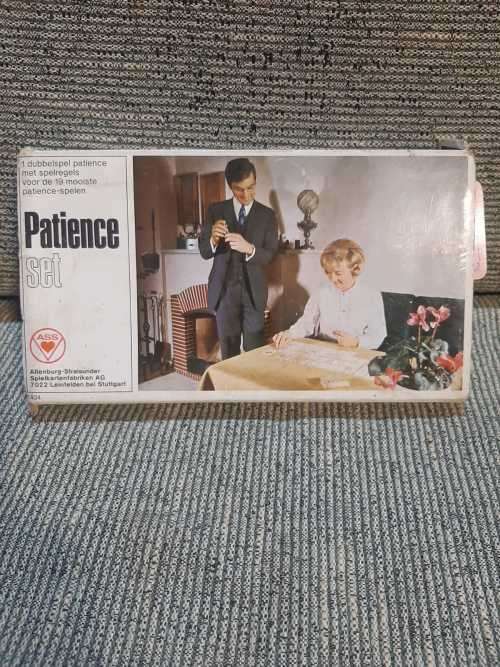 1 dubbelspel patience
met spelregels
voor de 19 mooiste
patience-spelen
Patience
set
ASS
Altenburg-Stralsunder
Spielkartenfabriken AG
7022 Leinfelden bei Stuttgart